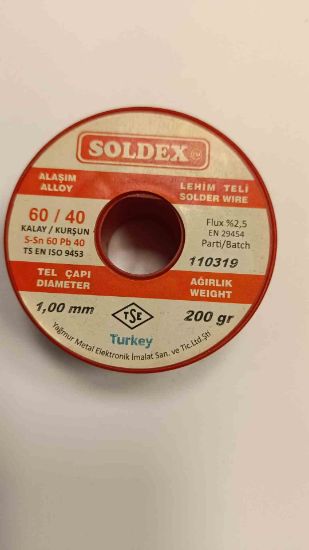 SOLDEX
ALAŞIM
ALLOY
LEHİM TELİ
SOLDER WIRE
60 / 40
KALAY / KURŞUN
S-Sn 60 Pb 40
TS EN ISO 9453
Flux %2,5
EN 29454
Parti/Batch
110319
TEL ÇAPI
DIAMETER
AĞIRLIK
WEIGHT
1,00 mm
TSE
200 gr
Turkey
Yağmur Metal Elektronik İmalat San. ve Tic.Ltd.Şti